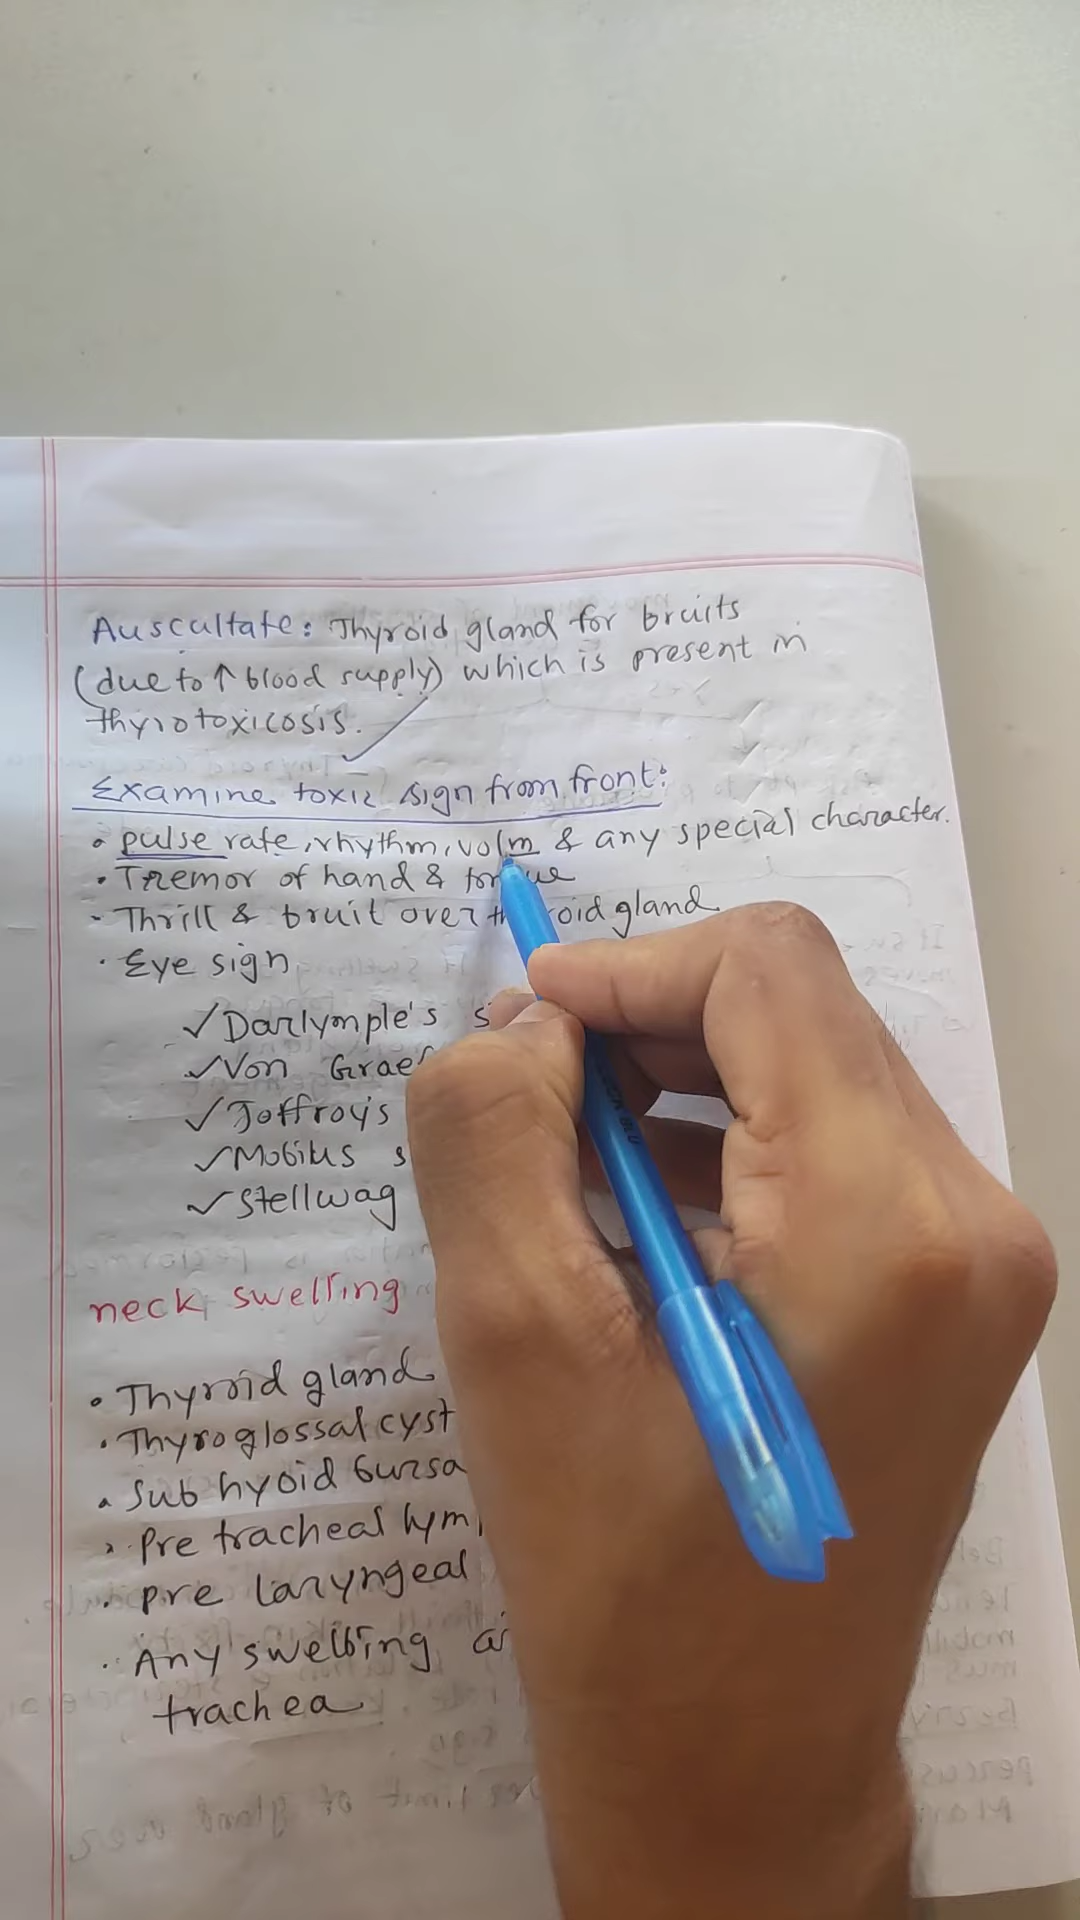 Auscultate: Thyroid gland for bruits
(due to ↑ blood supply) which is present in
thyrotoxicosis.
Examine toxic sign from front:
• pulse rate, rhythm, volm & any special character.
• Tremor of hand &
• Thrill & bruit over gland
• Eye sign
✓ Darlymple's
✓ Von
✓ Joffroy's
✓ Mobius
✓ Stellwag
neck swelling
• Thyroid gland
• Thyroglossal cyst
• Sub hyoid bursa
• Pre tracheal
• Pre laryngeal
• Any swelling
trachea